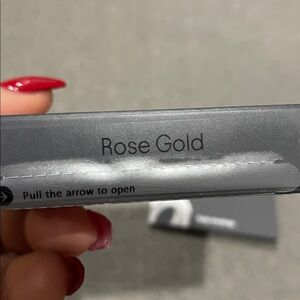 Rose Gold
Pull the arrow to open